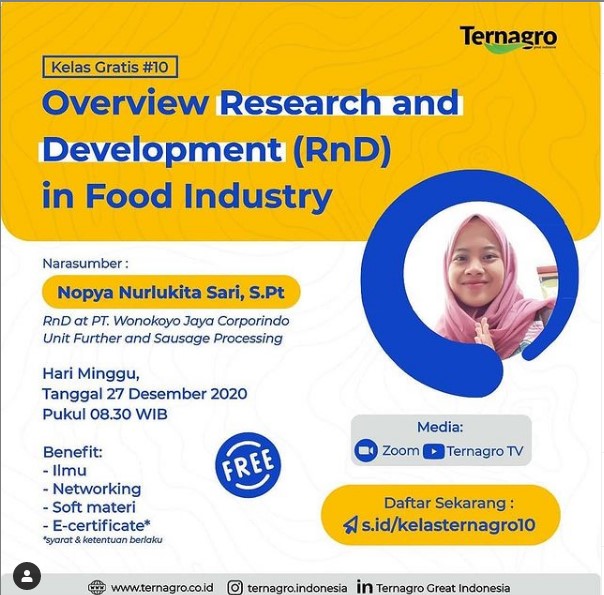 Ternagro
Kelas Gratis #10
Overview Research and
Development (RnD)
in Food Industry
Narasumber :
Nopya Nurlukita Sari, S.Pt
RnD at PT. Wonokoyo Jaya Corporindo
Unit Further and Sausage Processing
Hari Minggu,
Tanggal 27 Desember 2020
Pukul 08.30 WIB
Benefit:
- Ilmu
- Networking
- Soft materi
- E-certificate*
*syarat & ketentuan berlaku
FREE
Media:
Zoom Ternagro TV
Daftar Sekarang :
s.id/kelasternagro10
www.ternagro.co.id ternagro.indonesia in Ternagro Great Indonesia